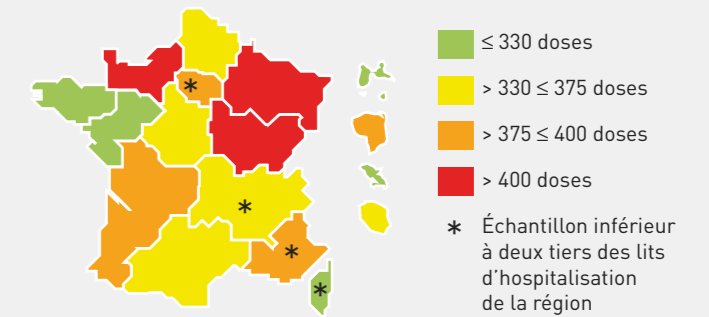 ≤ 330 doses
> 330 ≤ 375 doses
> 375 ≤ 400 doses
> 400 doses
* Échantillon inférieur
à deux tiers des lits
d’hospitalisation
de la région
*
*
*
*